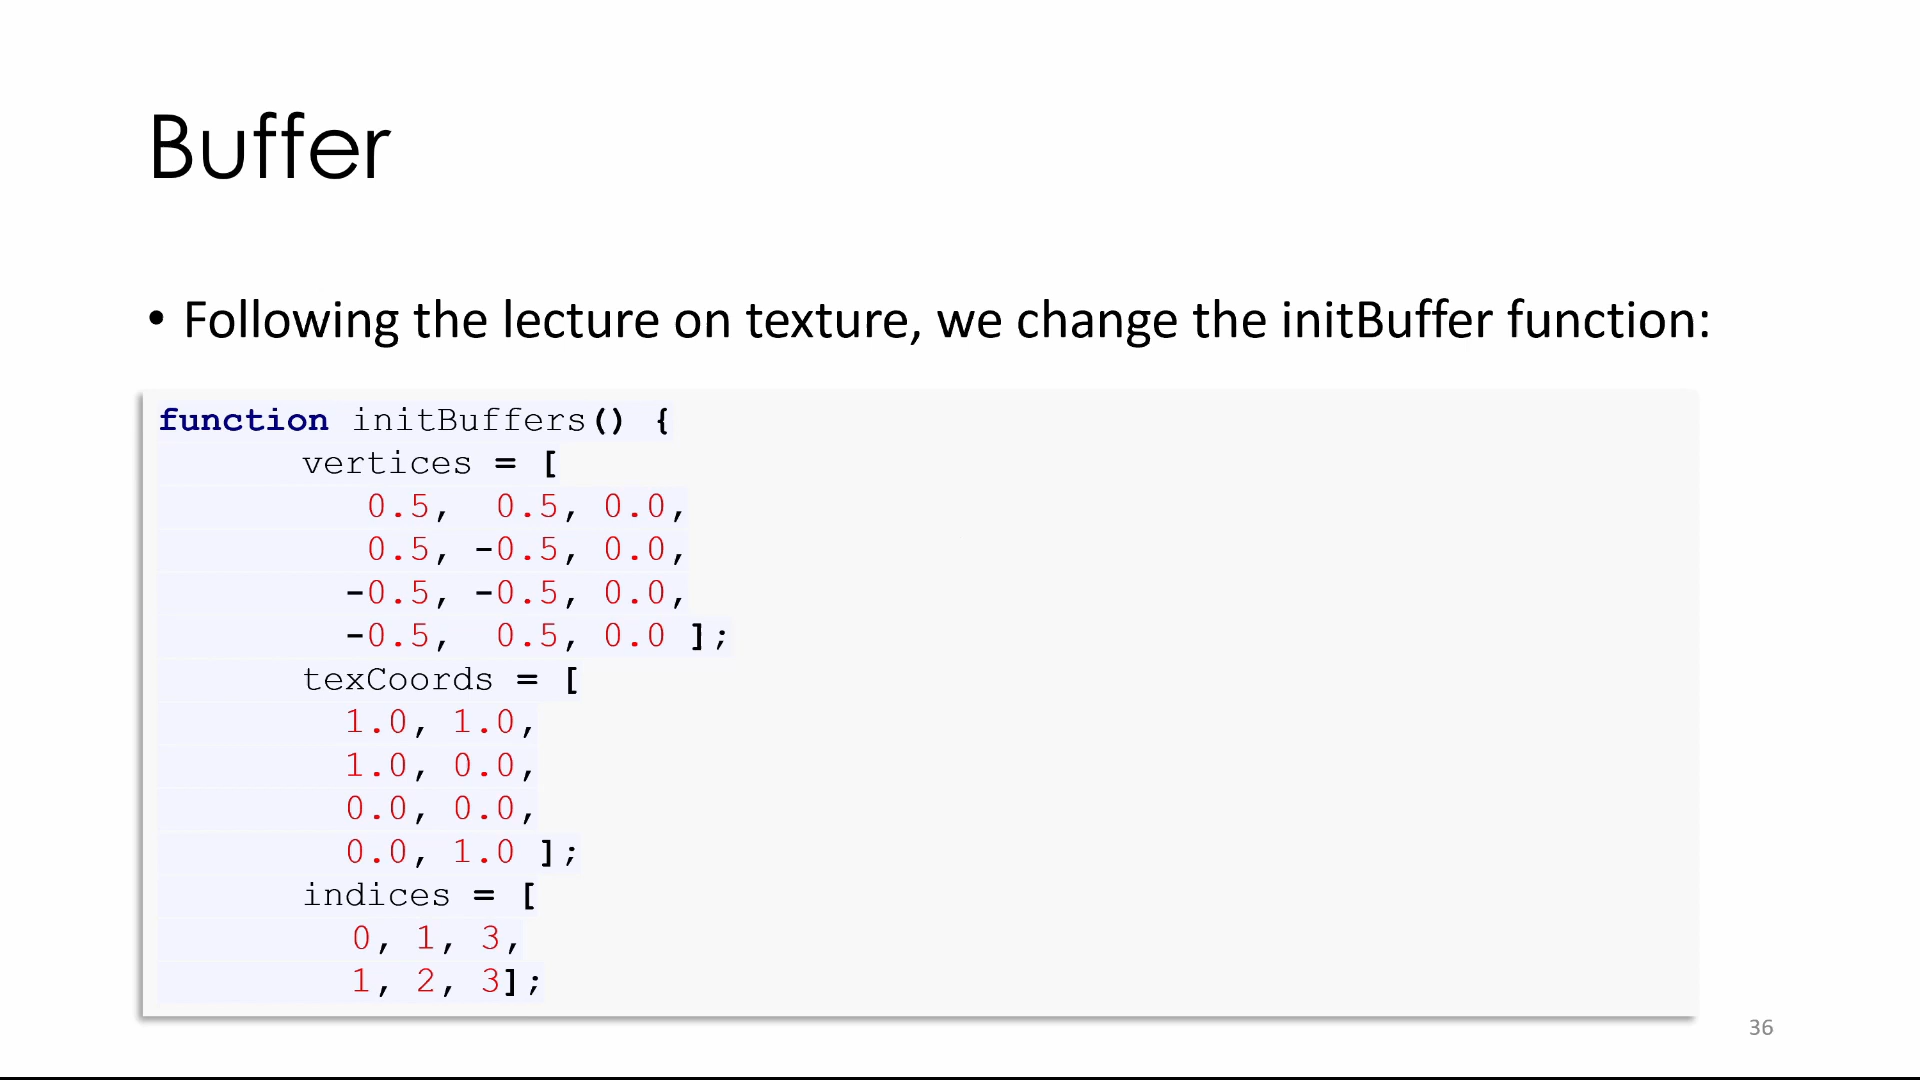 Buffer
• Following the lecture on texture, we change the initBuffer function:
function initBuffers() {
vertices = [
0.5,  0.5, 0.0,
0.5, -0.5, 0.0,
-0.5, -0.5, 0.0,
-0.5,  0.5, 0.0 ];
texCoords = [
1.0, 1.0,
1.0, 0.0,
0.0, 0.0,
0.0, 1.0 ];
indices = [
0, 1, 3,
1, 2, 3];
36